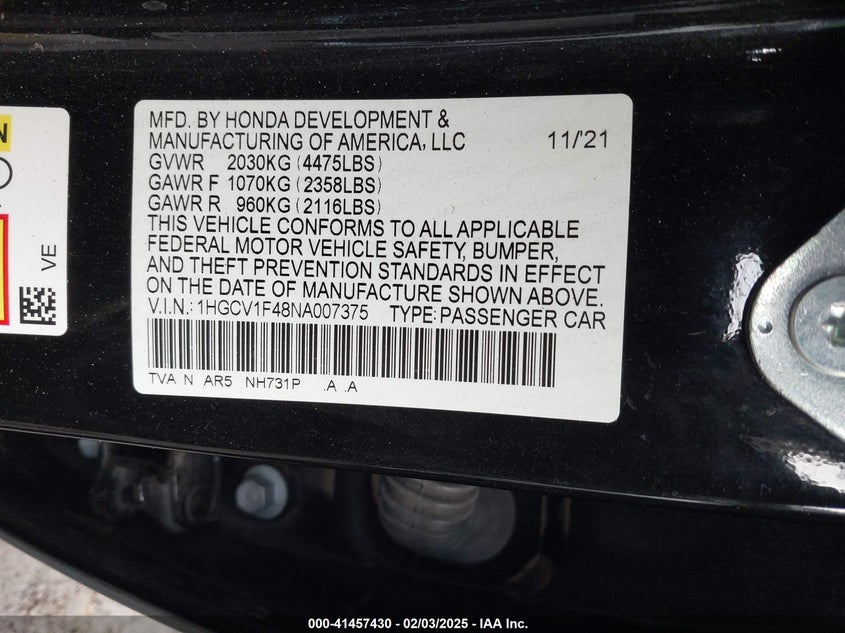 MFD. BY HONDA DEVELOPMENT &
MANUFACTURING OF AMERICA, LLC 11/'21
GVWR 2030KG (4475LBS)
GAWR F 1070KG (2358LBS)
GAWR R 960KG (2116LBS)
THIS VEHICLE CONFORMS TO ALL APPLICABLE
FEDERAL MOTOR VEHICLE SAFETY, BUMPER,
AND THEFT PREVENTION STANDARDS IN EFFECT
ON THE DATE OF MANUFACTURE SHOWN ABOVE.
V.I.N.: 1HGCV1F48NA007375 TYPE: PASSENGER CAR
TVA N AR5 NH731P .A .A
N
VE
000-41457430 - 02/03/2025 - IAA Inc.